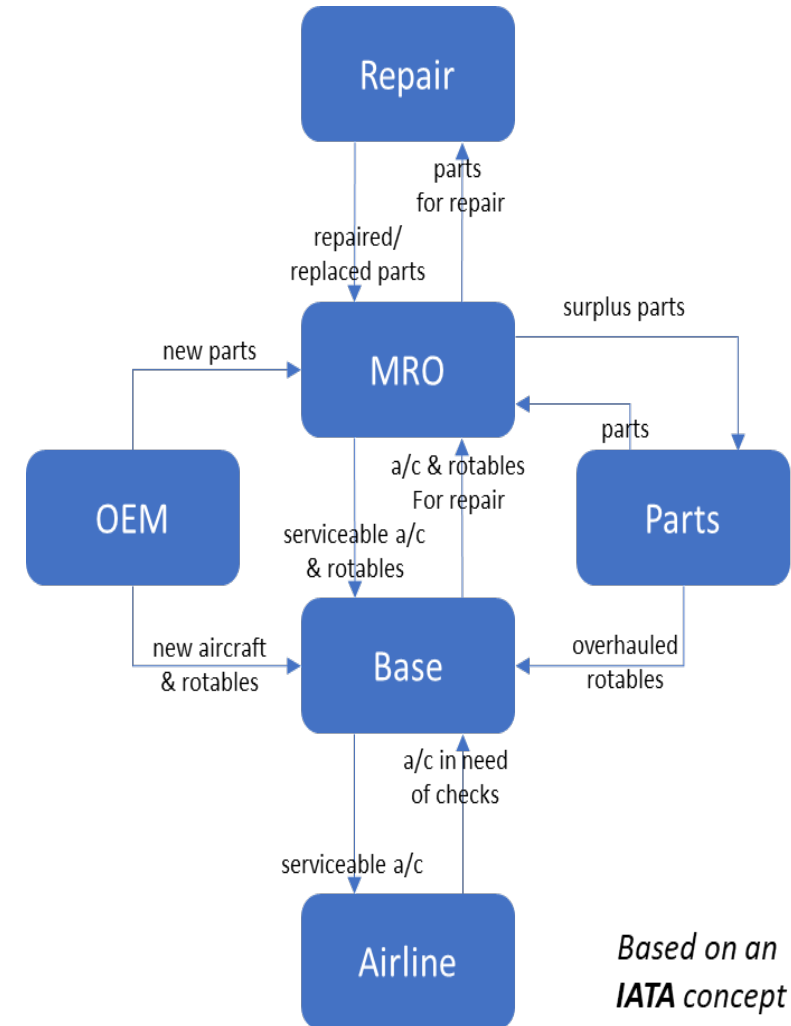 Repair
parts
for repair
repaired/
replaced parts
surplus parts
new parts
MRO
parts
a/c & rotables
For repair
OEM
Parts
serviceable a/c
& rotables
new aircraft
& rotables
Base
overhauled
rotables
a/c in need
of checks
serviceable a/c
Airline
Based on an
IATA concept